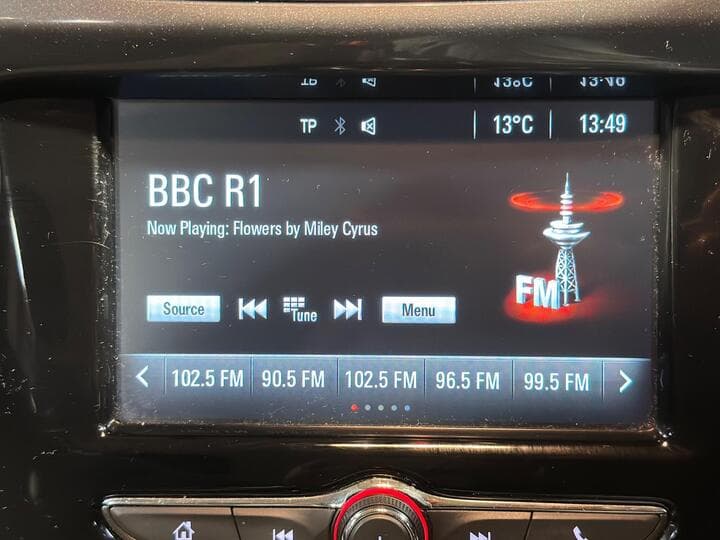 TP 13°C 13:49
BBC R1
Now Playing: Flowers by Miley Cyrus
FM
Source Tune Menu
102.5 FM 90.5 FM 102.5 FM 96.5 FM 99.5 FM